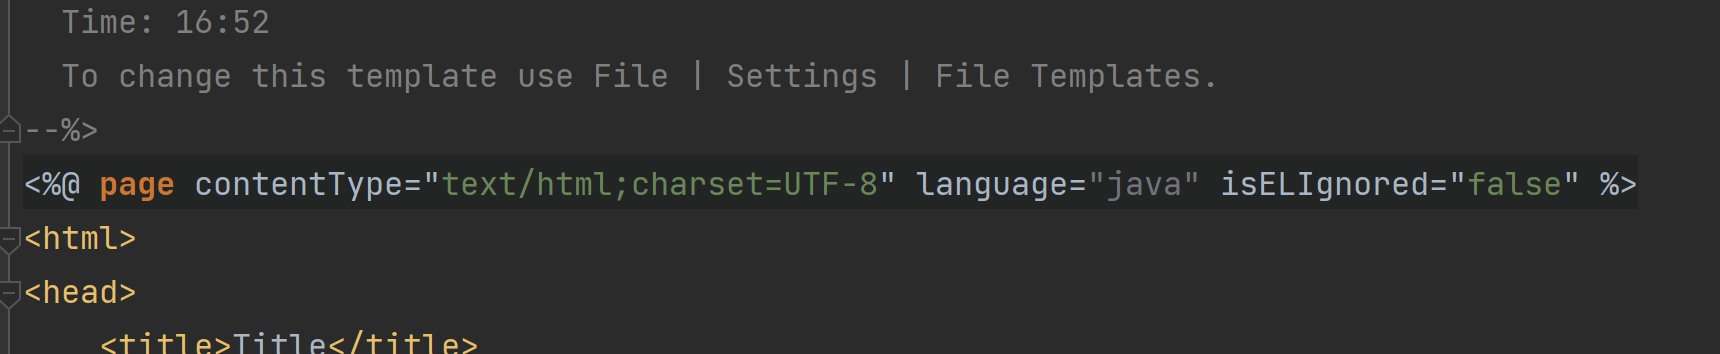 Time: 16:52
To change this template use File | Settings | File Templates.
--%>
<%@ page contentType="text/html;charset=UTF-8" language="java" isELIgnored="false" %>
<html>
<head>
<title>Title</title>